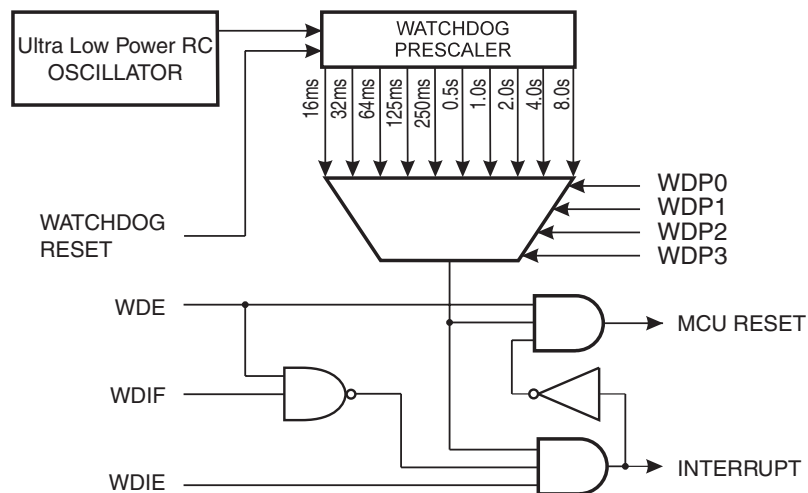 Ultra Low Power RC
OSCILLATOR
WATCHDOG
PRESCALER
16ms
32ms
64ms
125ms
250ms
0.5s
1.0s
2.0s
4.0s
8.0s
WDP0
WDP1
WDP2
WDP3
WATCHDOG
RESET
WDE
MCU RESET
WDIF
WDIE
INTERRUPT